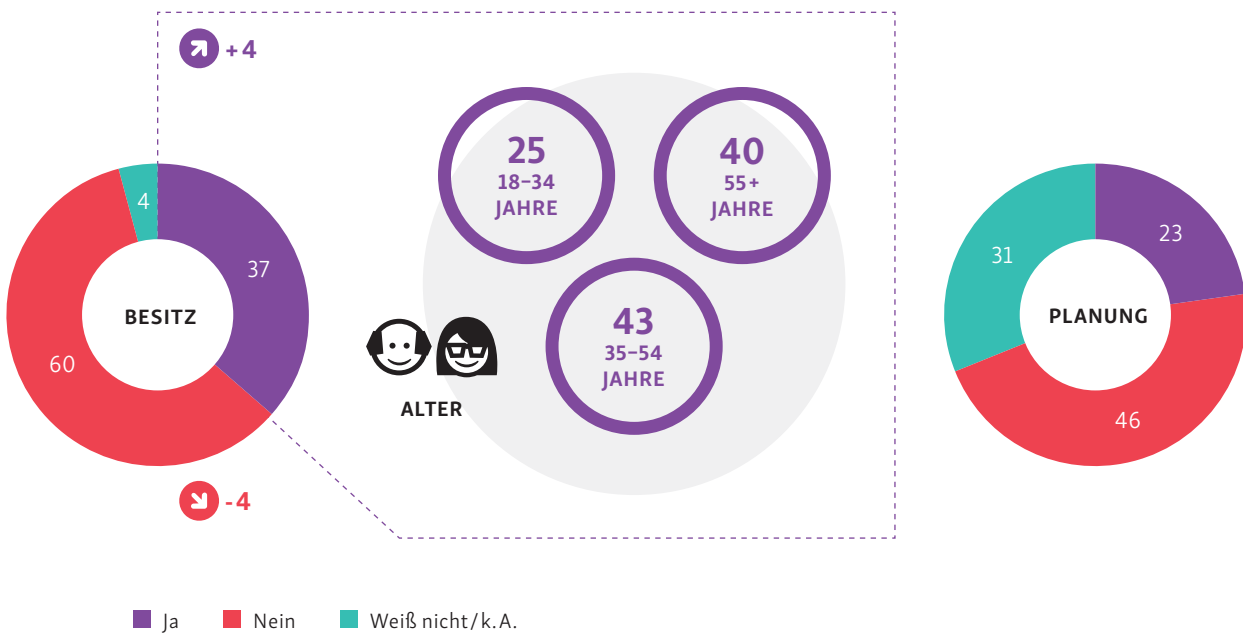 +4
4
37
60
BESITZ
-4
25
18–34
JAHRE
40
55+
JAHRE
43
35–54
JAHRE
ALTER
31
23
46
PLANUNG
Ja
Nein
Weiß nicht/k.A.